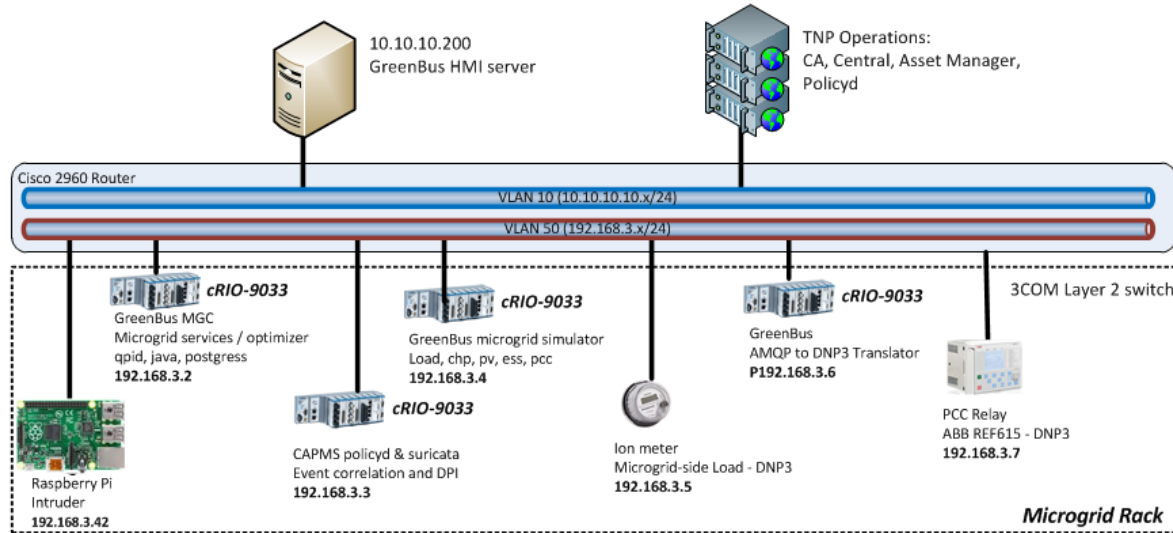 10.10.10.200
GreenBus HMI server
TNP Operations:
CA, Central, Asset Manager,
Policyd
Cisco 2960 Router
VLAN 10 (10.10.10.10.x/24)
VLAN 50 (192.168.3.x/24)
3COM Layer 2 switch
cRIO-9033
GreenBus MGC
Microgrid services / optimizer
qpid, java, postgress
192.168.3.2
cRIO-9033
GreenBus microgrid simulator
Load, chp, pv, ess, pcc
192.168.3.4
cRIO-9033
GreenBus
AMQP to DNP3 Translator
P192.168.3.6
cRIO-9033
CAPMS policyd & suricata
Event correlation and DPI
192.168.3.3
Ion meter
Microgrid-side Load - DNP3
192.168.3.5
PCC Relay
ABB REF615 - DNP3
192.168.3.7
Raspberry Pi
Intruder
192.168.3.42
Microgrid Rack